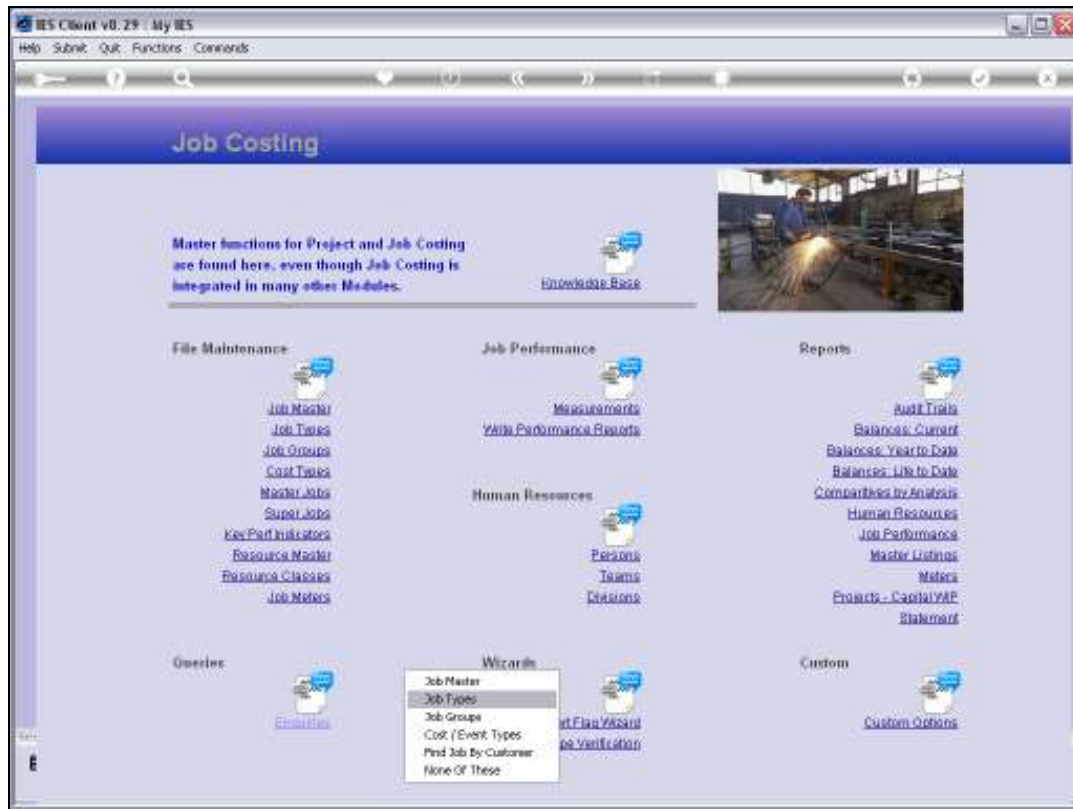 IES Client v8.29 : My IES
Help Submit Quit Functions Commands
Job Costing
Master functions for Project and Job Costing
are found here, even though Job Costing is
integrated in many other Modules.
Knowledge Base
File Maintenance
Job Master
Job Types
Job Groups
Cost Types
Master Jobs
Super Jobs
Key Perf Indicators
Resource Master
Resource Classes
Job Meters
Job Performance
Measurements
Write Performance Reports
Human Resources
Persons
Teams
Divisions
Reports
Audit Trails
Balances: Current
Balances: Year to Date
Balances: Life to Date
Comparitives by Analysis
Human Resources
Job Performance
Master Listings
Meters
Projects - Capital WIP
Statement
Queries
Enquiries
Wizards
Flag Wizard
Verification
Job Master
Job Types
Job Groups
Cost / Event Types
Find Job By Customer
None Of These
Custom
Custom Options